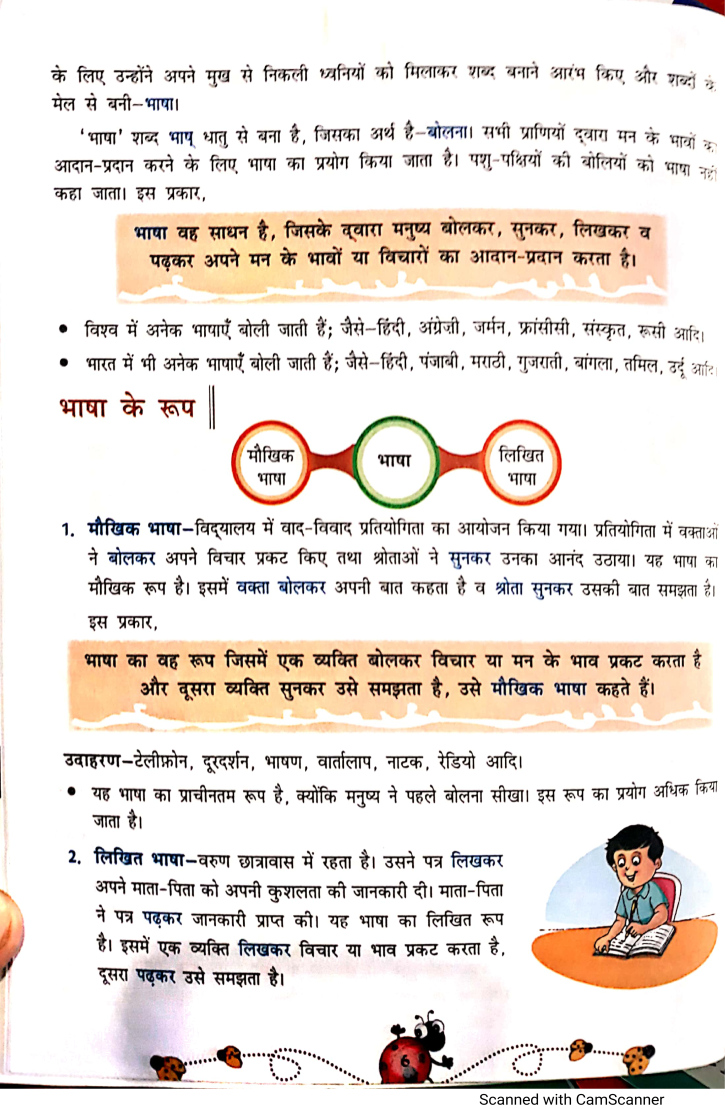 के लिए उन्होंने अपने मुख से निकली ध्वनियों को मिलाकर शब्द बनाने आरंभ किए और शब्दों के
मेल से बनी–भाषा।
'भाषा' शब्द भाष् धातु से बना है, जिसका अर्थ है–बोलना। सभी प्राणियों द्वारा मन के भावों का
आदान-प्रदान करने के लिए भाषा का प्रयोग किया जाता है। पशु-पक्षियों की बोलियों को भाषा नहीं
कहा जाता। इस प्रकार,
भाषा वह साधन है, जिसके द्वारा मनुष्य बोलकर, सुनकर, लिखकर व
पढ़कर अपने मन के भावों या विचारों का आदान-प्रदान करता है।
• विश्व में अनेक भाषाएँ बोली जाती हैं; जैसे–हिंदी, अंग्रेज़ी, जर्मन, फ्रांसीसी, संस्कृत, रूसी आदि।
• भारत में भी अनेक भाषाएँ बोली जाती हैं; जैसे–हिंदी, पंजाबी, मराठी, गुजराती, बांगला, तमिल, उर्दू आदि।
भाषा के रूप
मौखिक भाषा
भाषा
लिखित भाषा
1. मौखिक भाषा–विद्यालय में वाद-विवाद प्रतियोगिता का आयोजन किया गया। प्रतियोगिता में वक्ताओं
ने बोलकर अपने विचार प्रकट किए तथा श्रोताओं ने सुनकर उनका आनंद उठाया। यह भाषा का
मौखिक रूप है। इसमें वक्ता बोलकर अपनी बात कहता है व श्रोता सुनकर उसकी बात समझता है।
इस प्रकार,
भाषा का वह रूप जिसमें एक व्यक्ति बोलकर विचार या मन के भाव प्रकट करता है
और दूसरा व्यक्ति सुनकर उसे समझता है, उसे मौखिक भाषा कहते हैं।
उदाहरण–टेलीफ़ोन, दूरदर्शन, भाषण, वार्तालाप, नाटक, रेडियो आदि।
• यह भाषा का प्राचीनतम रूप है, क्योंकि मनुष्य ने पहले बोलना सीखा। इस रूप का प्रयोग अधिक किया
जाता है।
2. लिखित भाषा–वरुण छात्रावास में रहता है। उसने पत्र लिखकर
अपने माता-पिता को अपनी कुशलता की जानकारी दी। माता-पिता
ने पत्र पढ़कर जानकारी प्राप्त की। यह भाषा का लिखित रूप
है। इसमें एक व्यक्ति लिखकर विचार या भाव प्रकट करता है,
दूसरा पढ़कर उसे समझता है।
6
Scanned with CamScanner